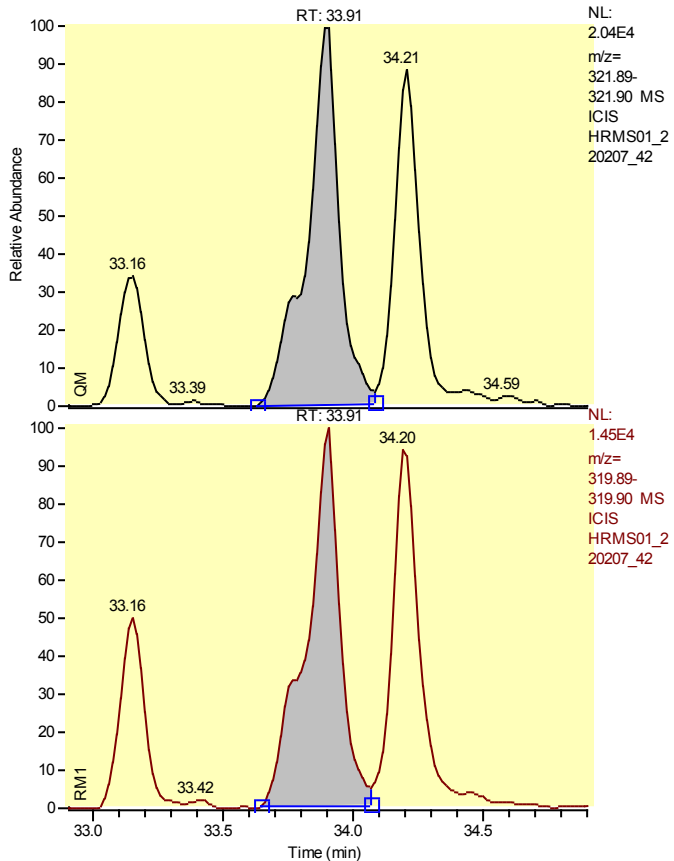 RT: 33.91
NL:
2.04E4
m/z=
321.89-
321.90 MS
ICIS
HRMS01_2
20207_42
100
90
80
70
60
50
40
30
20
10
0
Relative Abundance
34.21
33.16
33.39
34.59
QM
RT: 33.91
NL:
1.45E4
m/z=
319.89-
319.90 MS
ICIS
HRMS01_2
20207_42
100
90
80
70
60
50
40
30
20
10
0
34.20
33.16
33.42
RM1
33.0 33.5 34.0 34.5
Time (min)